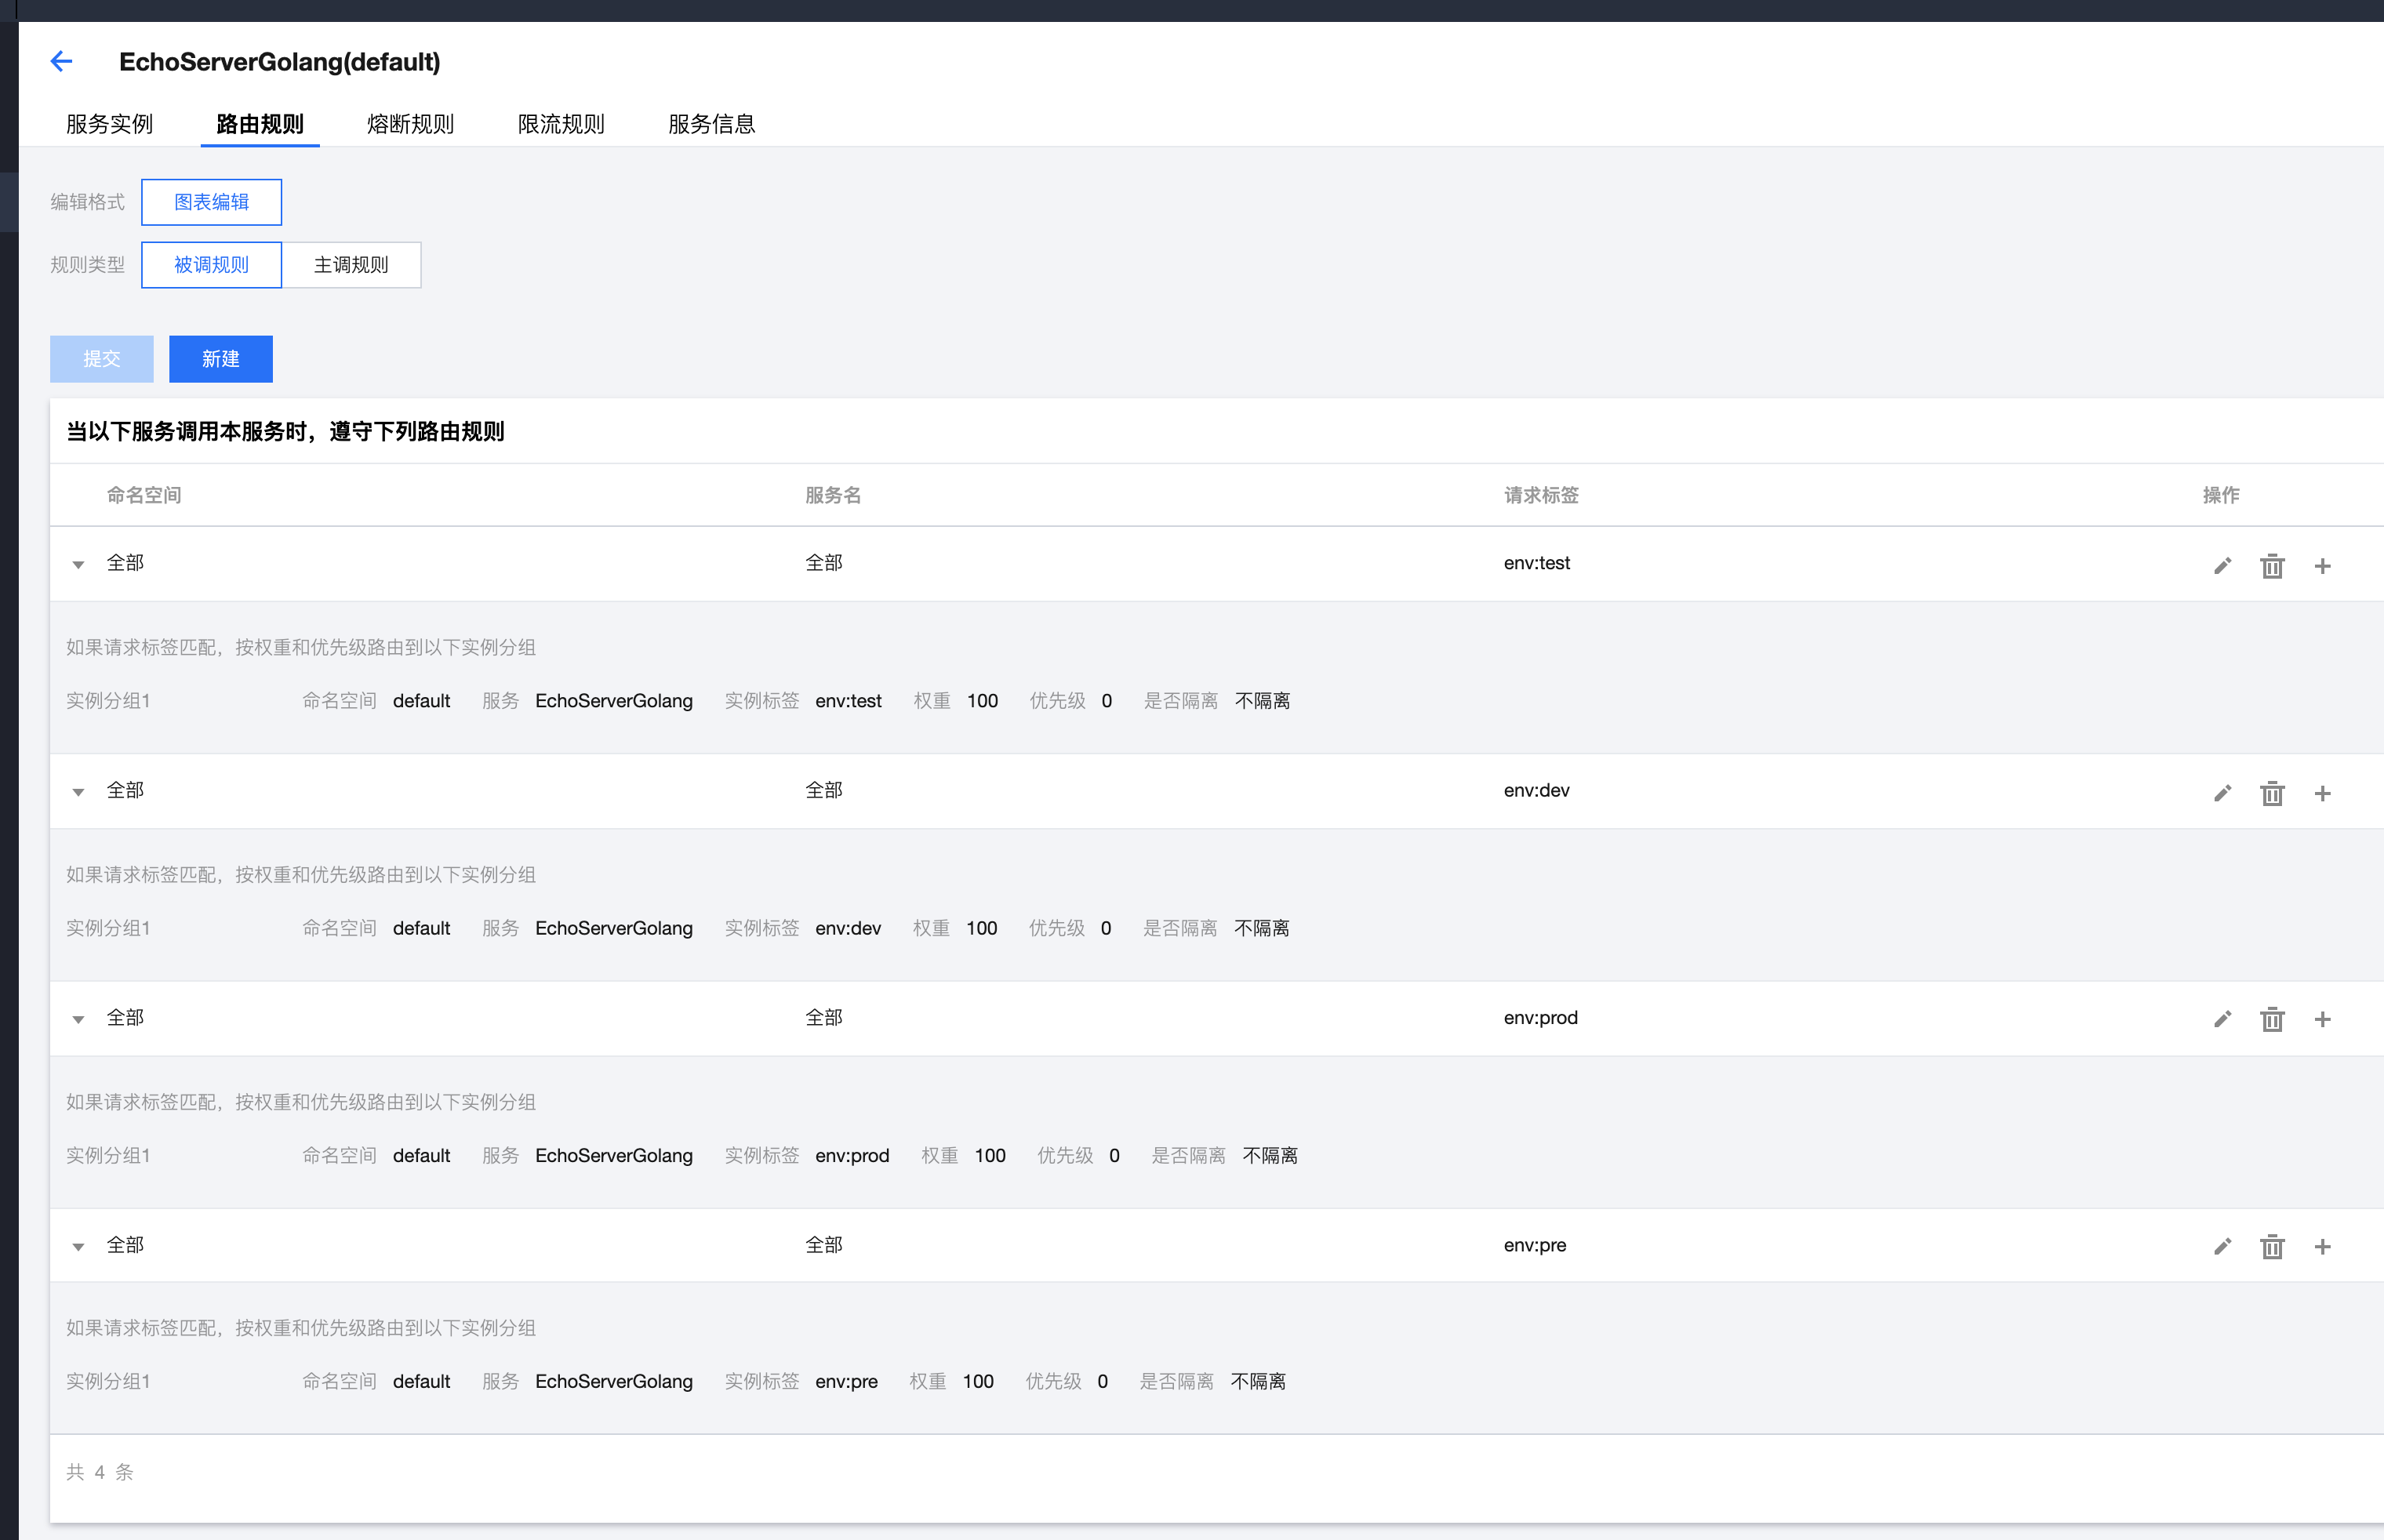 EchoServerGolang(default)
服务实例 路由规则 熔断规则 限流规则 服务信息
编辑格式 图表编辑
规则类型 被调规则 主调规则
提交 新建
当以下服务调用本服务时，遵守下列路由规则
命名空间 服务名 请求标签 操作
全部 全部 env:test
如果请求标签匹配，按权重和优先级路由到以下实例分组
实例分组1 命名空间 default 服务 EchoServerGolang 实例标签 env:test 权重 100 优先级 0 是否隔离 不隔离
全部 全部 env:dev
如果请求标签匹配，按权重和优先级路由到以下实例分组
实例分组1 命名空间 default 服务 EchoServerGolang 实例标签 env:dev 权重 100 优先级 0 是否隔离 不隔离
全部 全部 env:prod
如果请求标签匹配，按权重和优先级路由到以下实例分组
实例分组1 命名空间 default 服务 EchoServerGolang 实例标签 env:prod 权重 100 优先级 0 是否隔离 不隔离
全部 全部 env:pre
如果请求标签匹配，按权重和优先级路由到以下实例分组
实例分组1 命名空间 default 服务 EchoServerGolang 实例标签 env:pre 权重 100 优先级 0 是否隔离 不隔离
共 4 条